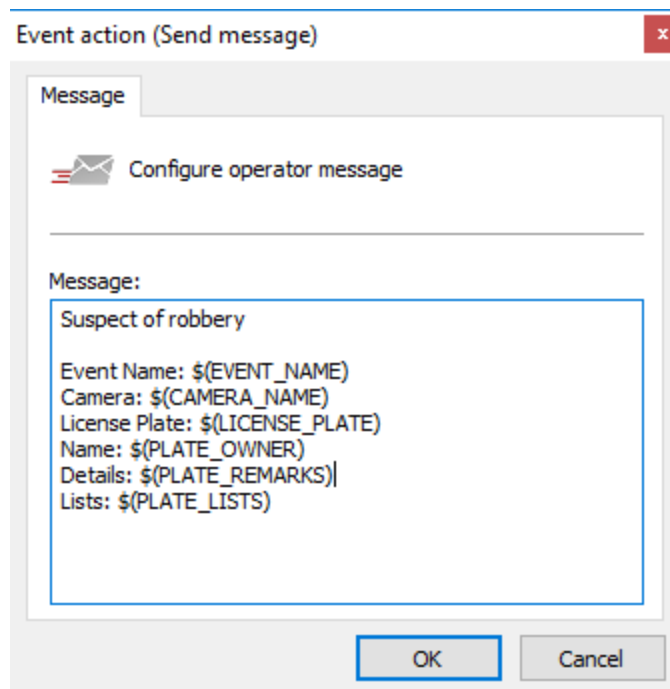 Event action (Send message)
x
Message
Configure operator message
Message:
Suspect of robbery
Event Name: $(EVENT_NAME)
Camera: $(CAMERA_NAME)
License Plate: $(LICENSE_PLATE)
Name: $(PLATE_OWNER)
Details: $(PLATE_REMARKS)
Lists: $(PLATE_LISTS)
OK
Cancel